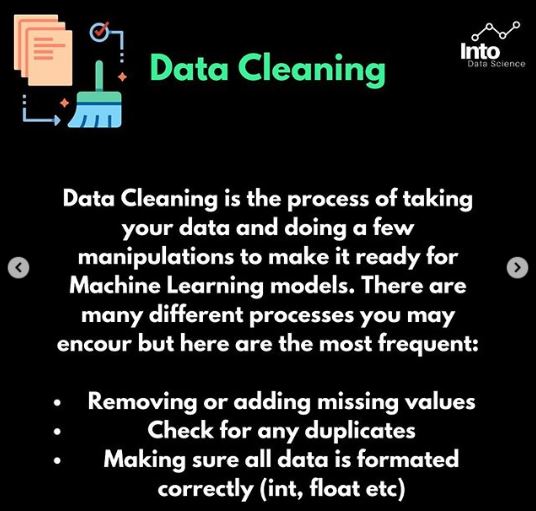 Data Cleaning
Into
Data Science
Data Cleaning is the process of taking
your data and doing a few
manipulations to make it ready for
Machine Learning models. There are
many different processes you may
encour but here are the most frequent:
• Removing or adding missing values
• Check for any duplicates
• Making sure all data is formated
correctly (int, float etc)